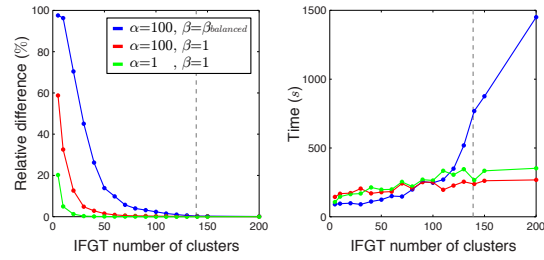 100
80
60
40
20
0
Relative difference (%)
α=100, β=βbalanced
α=100, β=1
α=1 , β=1
0 50 100 150 200
IFGT number of clusters
1500
1000
500
0
Time (s)
0 50 100 150 200
IFGT number of clusters